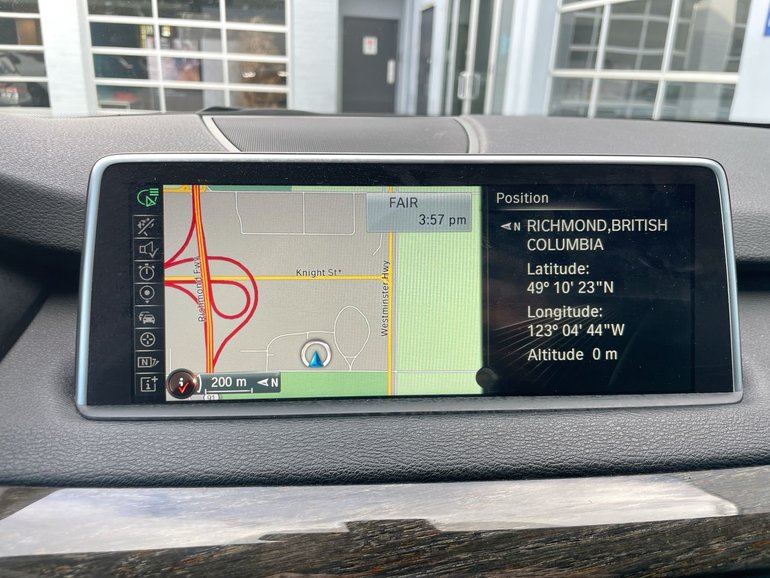 FAIR
3:57 pm
Knight St
Richmond Fwy
Westminster Hwy
200 m N
91
N
Position
N RICHMOND,BRITISH
COLUMBIA
Latitude:
49° 10' 23"N
Longitude:
123° 04' 44"W
Altitude 0 m